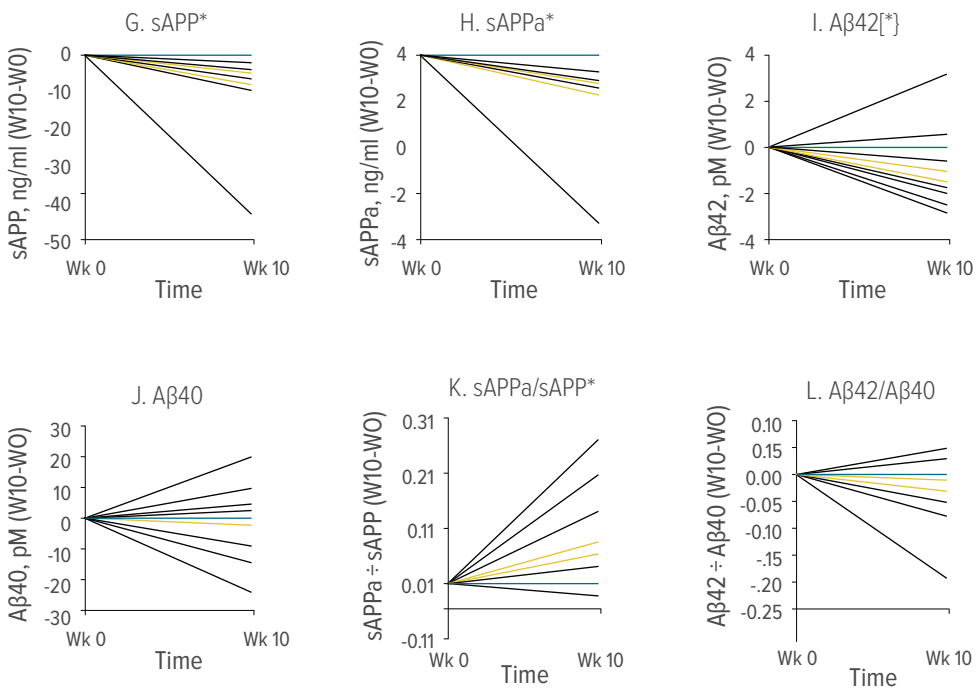 G. sAPP*
sAPP, ng/ml (W10-W0)
0
-10
-20
-30
-40
-50
Wk 0
Wk 10
Time
H. sAPPa*
sAPPa, ng/ml (W10-WO)
4
2
0
-2
-4
Wk 0
Wk 10
Time
I. Aβ42[*}
Aβ42, pM (W10-WO)
4
2
0
-2
-4
Wk 0
Wk 10
Time
J. Aβ40
Aβ40, pM (W10-WO)
30
20
10
0
-10
-20
-30
Wk 0
Wk 10
Time
K. sAPPa/sAPP*
sAPPa ÷ sAPP (W10-WO)
0.31
0.21
0.11
0.01
-0.11
Wk 0
Wk 10
Time
L. Aβ42/Aβ40
Aβ42 ÷ Aβ40 (W10-WO)
0.10
0.15
0.00
-0.05
-0.10
-.15
-.20
-0.25
Wk 0
Wk 10
Time